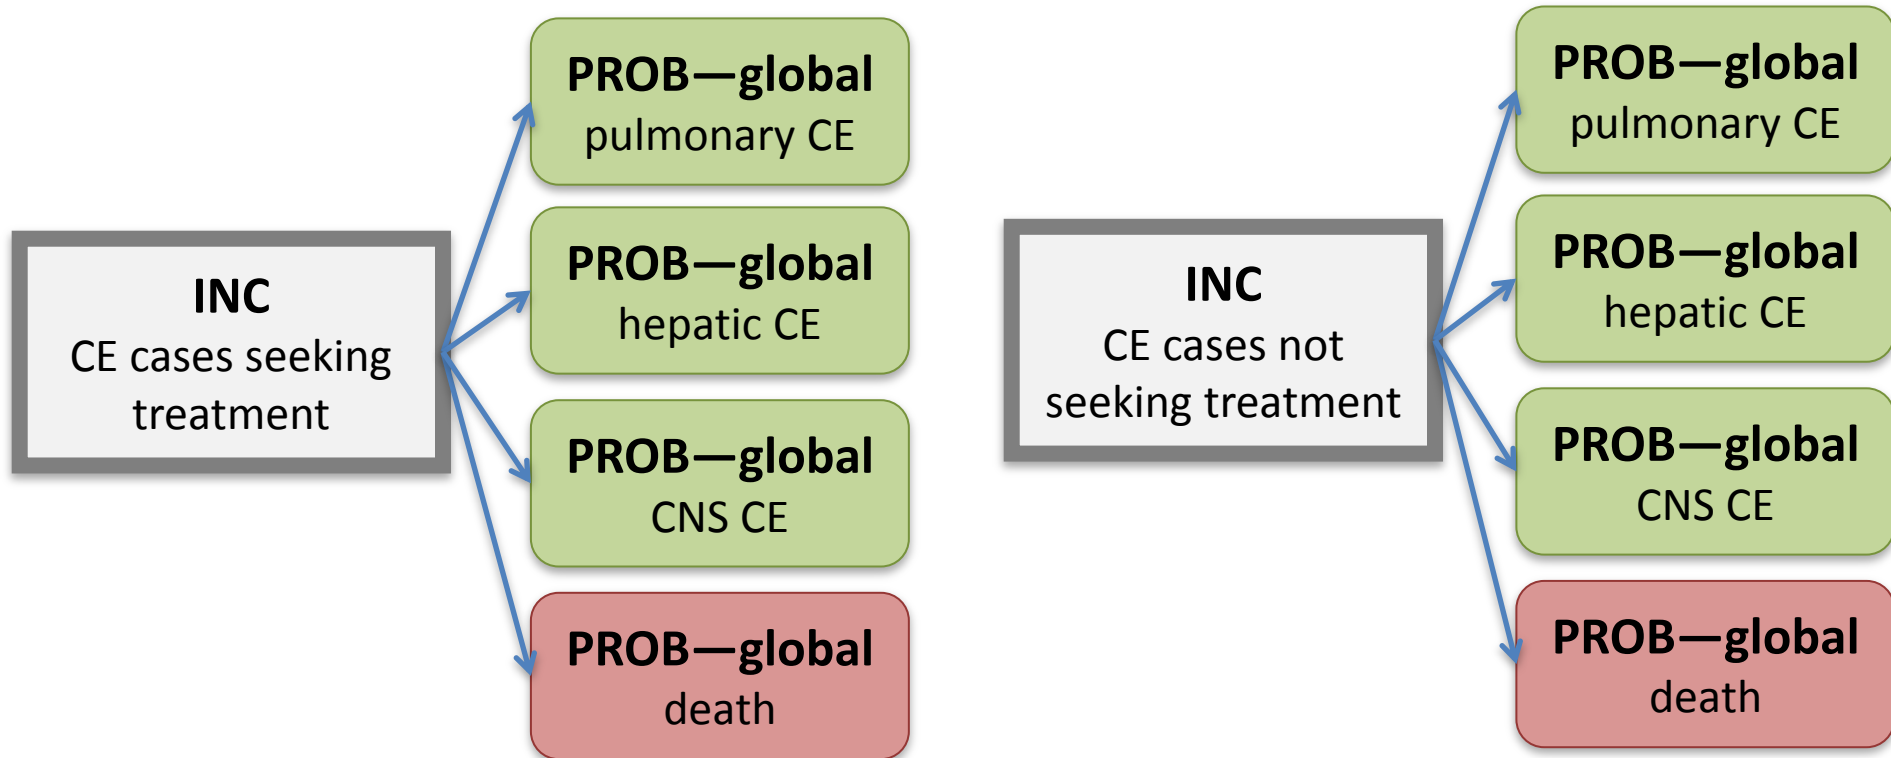 INC
CE cases seeking
treatment
PROB—global
pulmonary CE
PROB—global
hepatic CE
PROB—global
CNS CE
PROB—global
death
INC
CE cases not
seeking treatment
PROB—global
pulmonary CE
PROB—global
hepatic CE
PROB—global
CNS CE
PROB—global
death